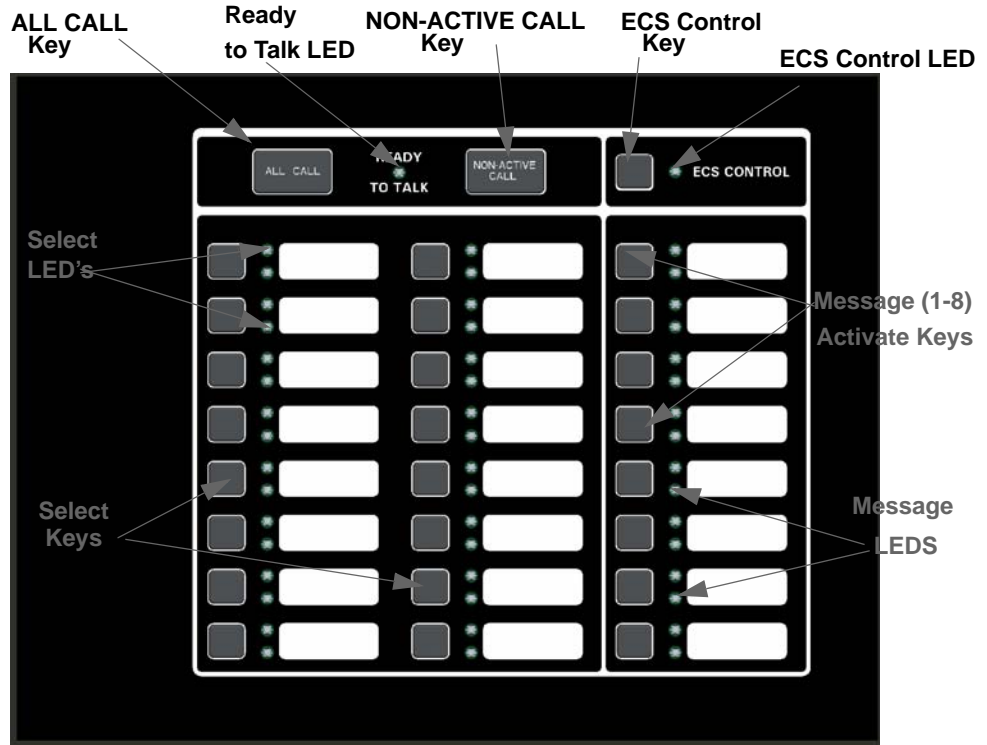 ALL CALL
Key
Ready
to Talk LED
NON-ACTIVE CALL
Key
ECS Control
Key
ECS Control LED
ALL CALL
READY
TO TALK
NON-ACTIVE
CALL
ECS CONTROL
Select
LED’s
Message (1-8)
Activate Keys
Select
Keys
Message
LEDS